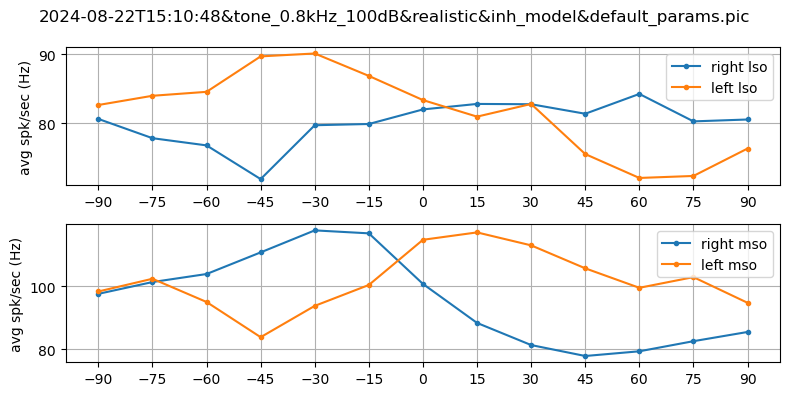 2024-08-22T15:10:48&tone_0.8kHz_100dB&realistic&inh_model&default_params.pic
avg spk/sec (Hz)
90
80
right lso
left lso
−90 −75 −60 −45 −30 −15 0 15 30 45 60 75 90
avg spk/sec (Hz)
100
80
right mso
left mso
−90 −75 −60 −45 −30 −15 0 15 30 45 60 75 90